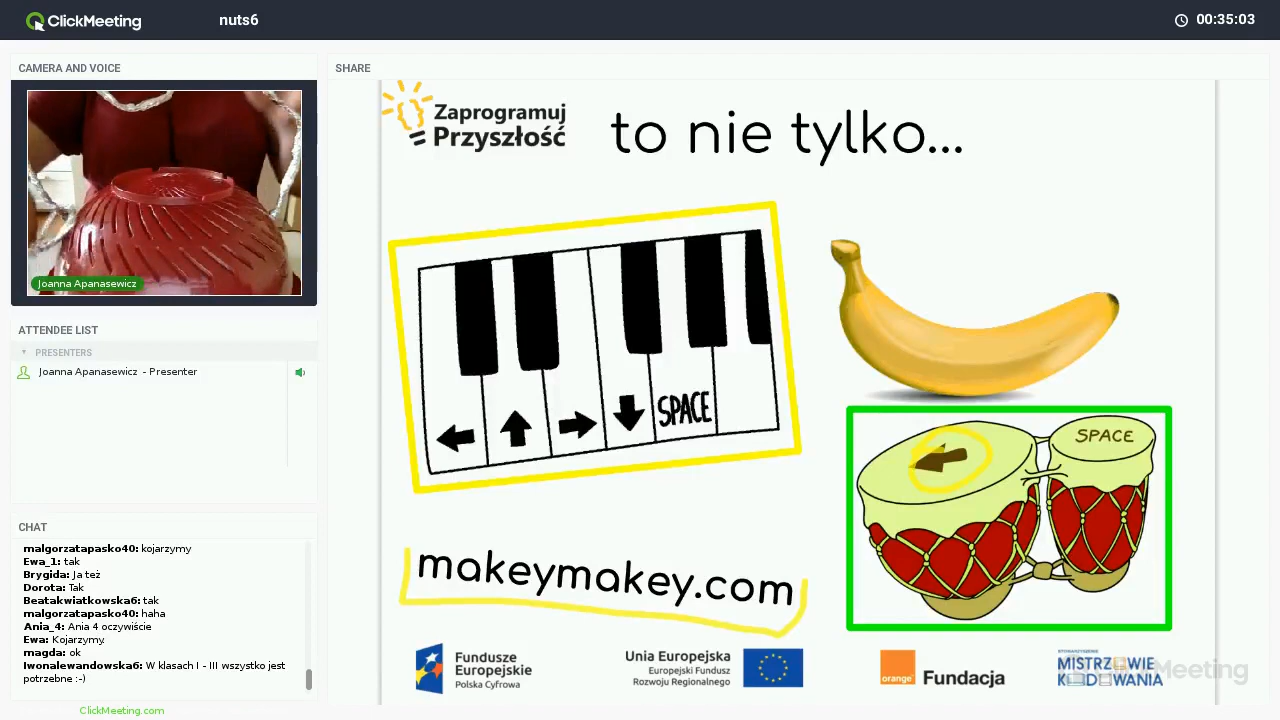 ClickMeeting
nuts6
00:35:03
CAMERA AND VOICE
Joanna Apanasewicz
ATTENDEE LIST
PRESENTERS
Joanna Apanasewicz - Presenter
CHAT
malgorzatapasko40: kojarzymy
Ewa_1: tak
Brygida: Ja też
Dorota: Tak
Beatakwiatkowska6: tak
malgorzatapasko40: haha
Ania_4: Ania 4 oczywiście
Ewa: Kojarzymy.
magda: ok
Iwonalewandowska6: W klasach I - III wszystko jest
potrzebne :-)
ClickMeeting.com
SHARE
Zaprogramuj
Przyszłość
to nie tylko...
SPACE
SPACE
makeymakey.com
Fundusze
Europejskie
Polska Cyfrowa
Unia Europejska
Europejski Fundusz
Rozwoju Regionalnego
orange
Fundacja
STOWARZYSZENIE
MISTRZOWIE
KODOWANIA
ClickMeeting